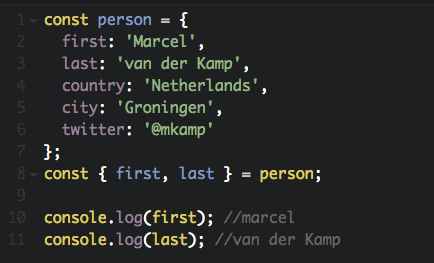 1 const person = {
2   first: 'Marcel',
3   last: 'van der Kamp',
4   country: 'Netherlands',
5   city: 'Groningen',
6   twitter: '@mkamp'
7 };
8 const { first, last } = person;
9
10 console.log(first); //marcel
11 console.log(last); //van der Kamp